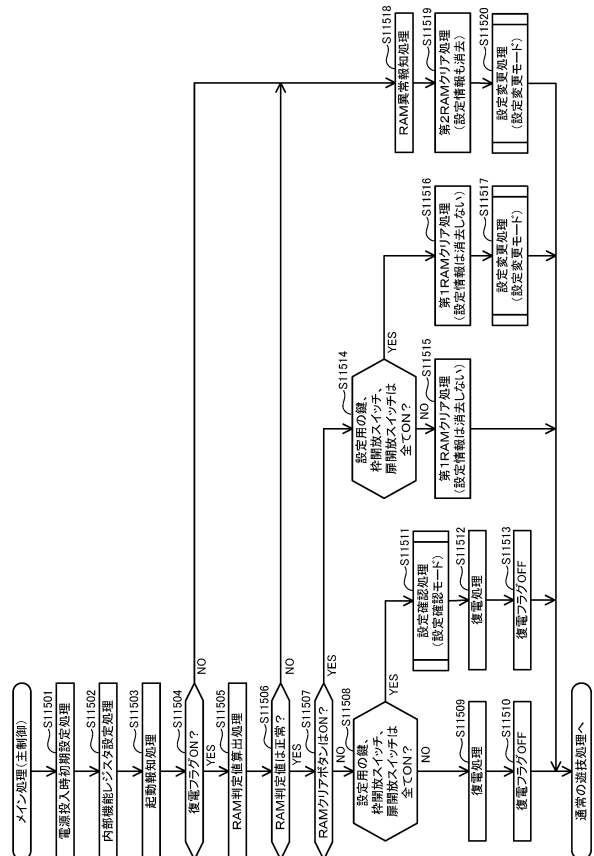 メイン処理(主制御)
S11501
電源投入時初期設定処理
S11502
内部機能レジスタ設定処理
S11503
起動報知処理
S11504
復電フラグON?
NO
YES
S11505
RAM判定値算出処理
S11506
RAM判定値は正常?
NO
YES
S11507
RAMクリアボタンはON?
YES
NO
S11508
設定用の鍵、
枠開放スイッチ、
扉開放スイッチは
全てON?
YES
NO
S11509
復電処理
S11510
復電フラグOFF
S11511
設定確認処理
(設定確認モード)
S11512
復電処理
S11513
復電フラグOFF
S11514
設定用の鍵、
枠開放スイッチ、
扉開放スイッチは
全てON?
YES
NO
S11515
第1RAMクリア処理
(設定情報は消去しない)
S11516
第1RAMクリア処理
(設定情報は消去しない)
S11517
設定変更処理
(設定変更モード)
S11518
RAM異常報知処理
S11519
第2RAMクリア処理
(設定情報も消去)
S11520
設定変更処理
(設定変更モード)
通常の遊技処理へ